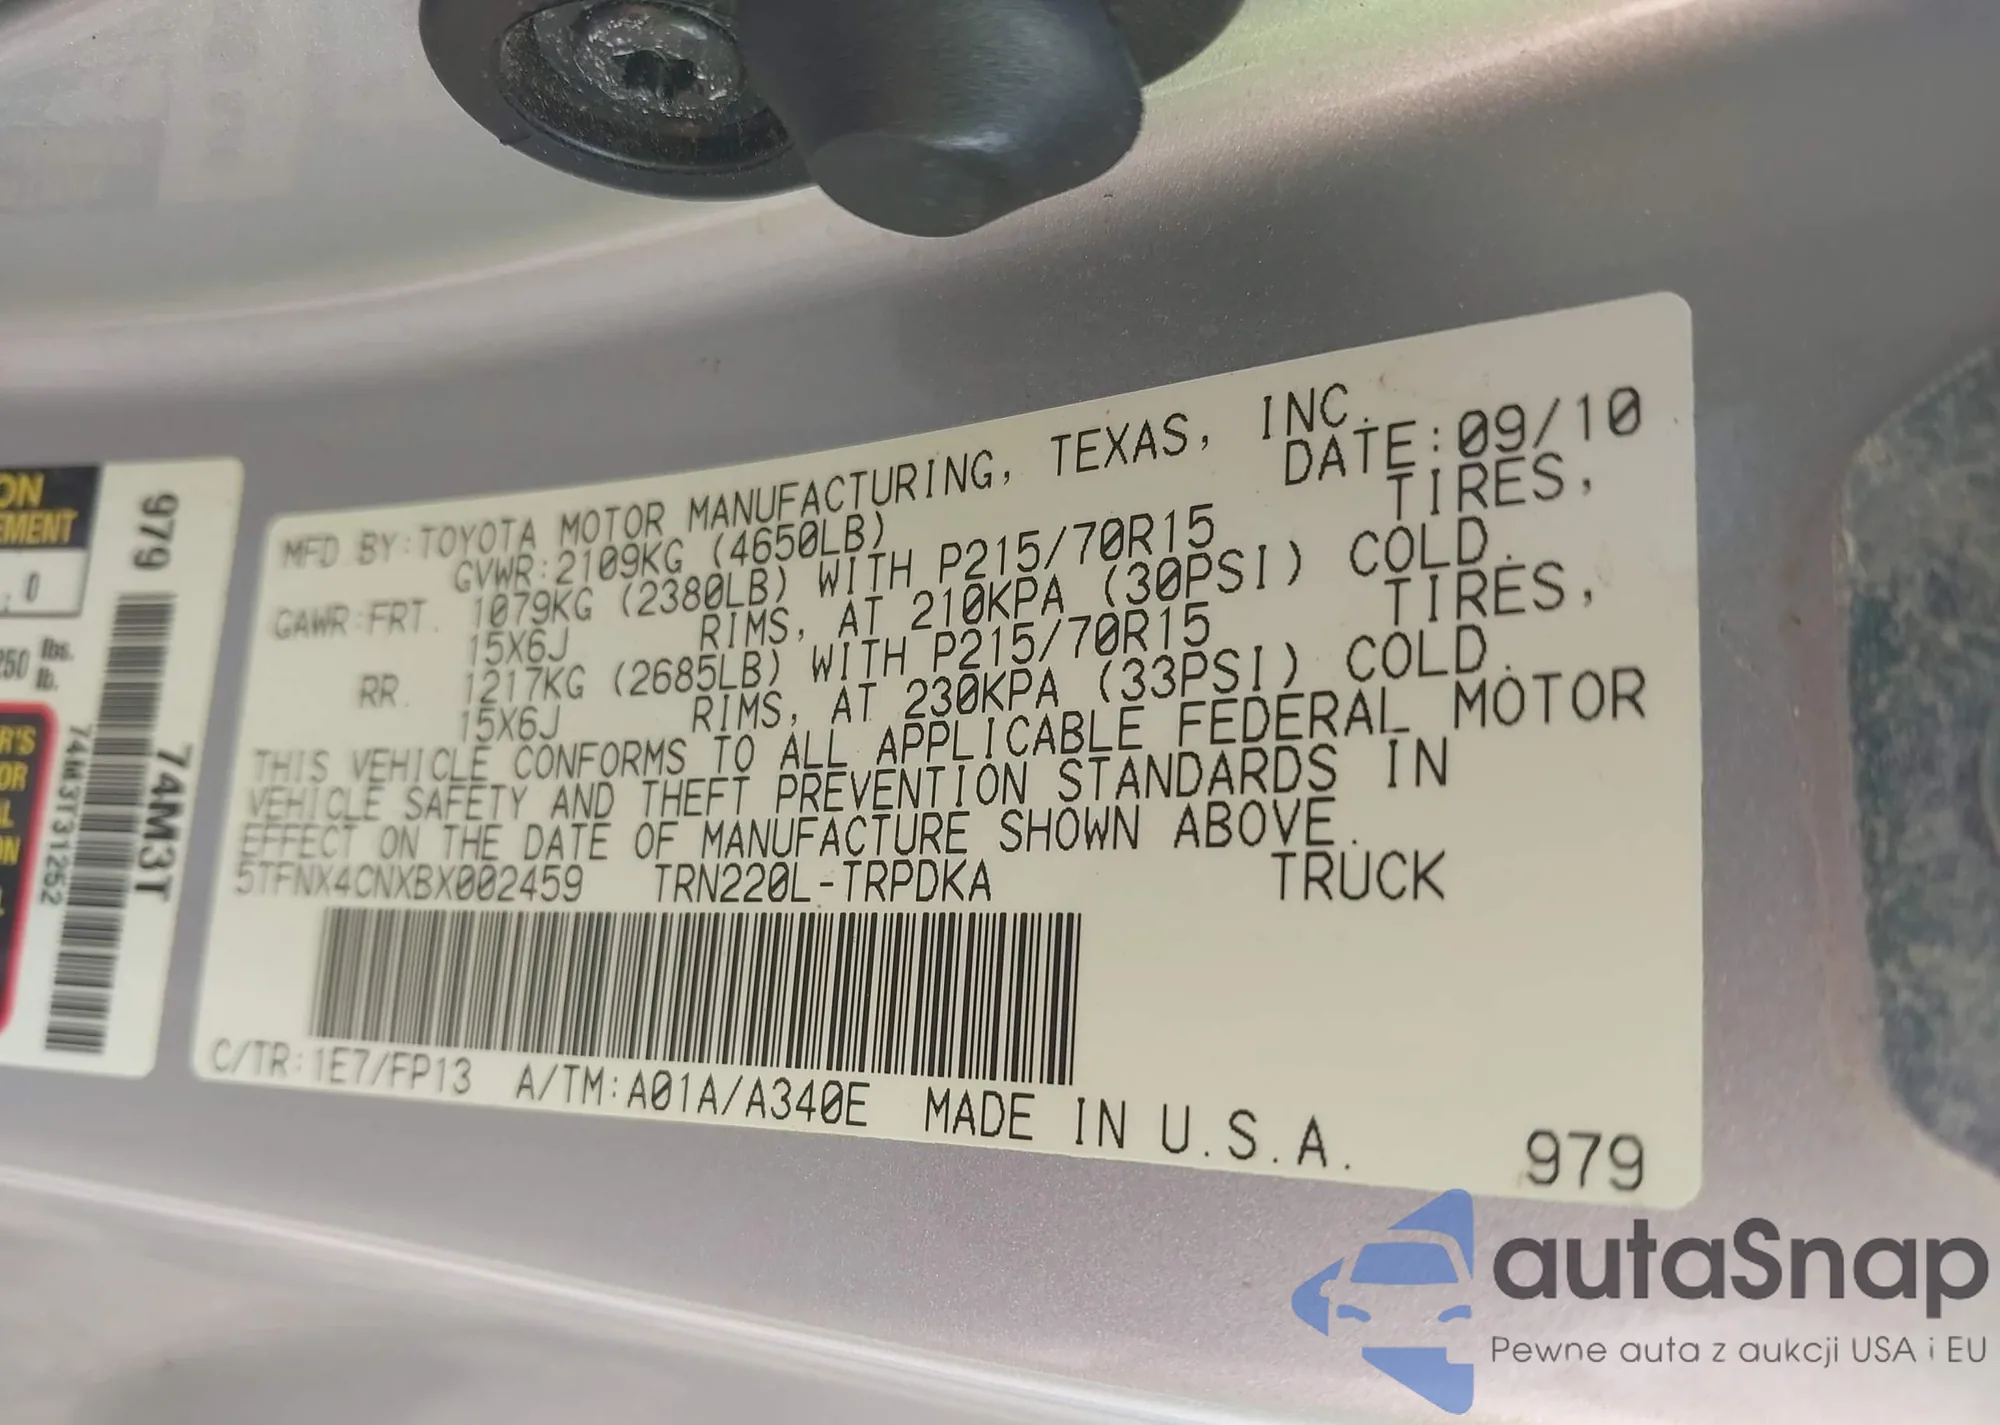 MFD. BY: TOYOTA MOTOR MANUFACTURING, TEXAS, INC.
GVWR: 2109KG (4650LB) DATE: 09/10
GAWR: FRT. 1079KG (2380LB) WITH P215/70R15 TIRES,
15X6J RIMS, AT 210KPA (30PSI) COLD.
RR. 1217KG (2685LB) WITH P215/70R15 TIRES,
15X6J RIMS, AT 230KPA (33PSI) COLD.
THIS VEHICLE CONFORMS TO ALL APPLICABLE FEDERAL MOTOR
VEHICLE SAFETY AND THEFT PREVENTION STANDARDS IN
EFFECT ON THE DATE OF MANUFACTURE SHOWN ABOVE.
5TFNX4CNXBX002459 TRN220L-TRPDKA TRUCK
C/TR: 1E7/FP13 A/TM: A01A/A340E MADE IN U.S.A.
979
979
74M3T
74M3T31252
250 lbs.
lb.
autaSnap
Pewne auta z aukcji USA i EU